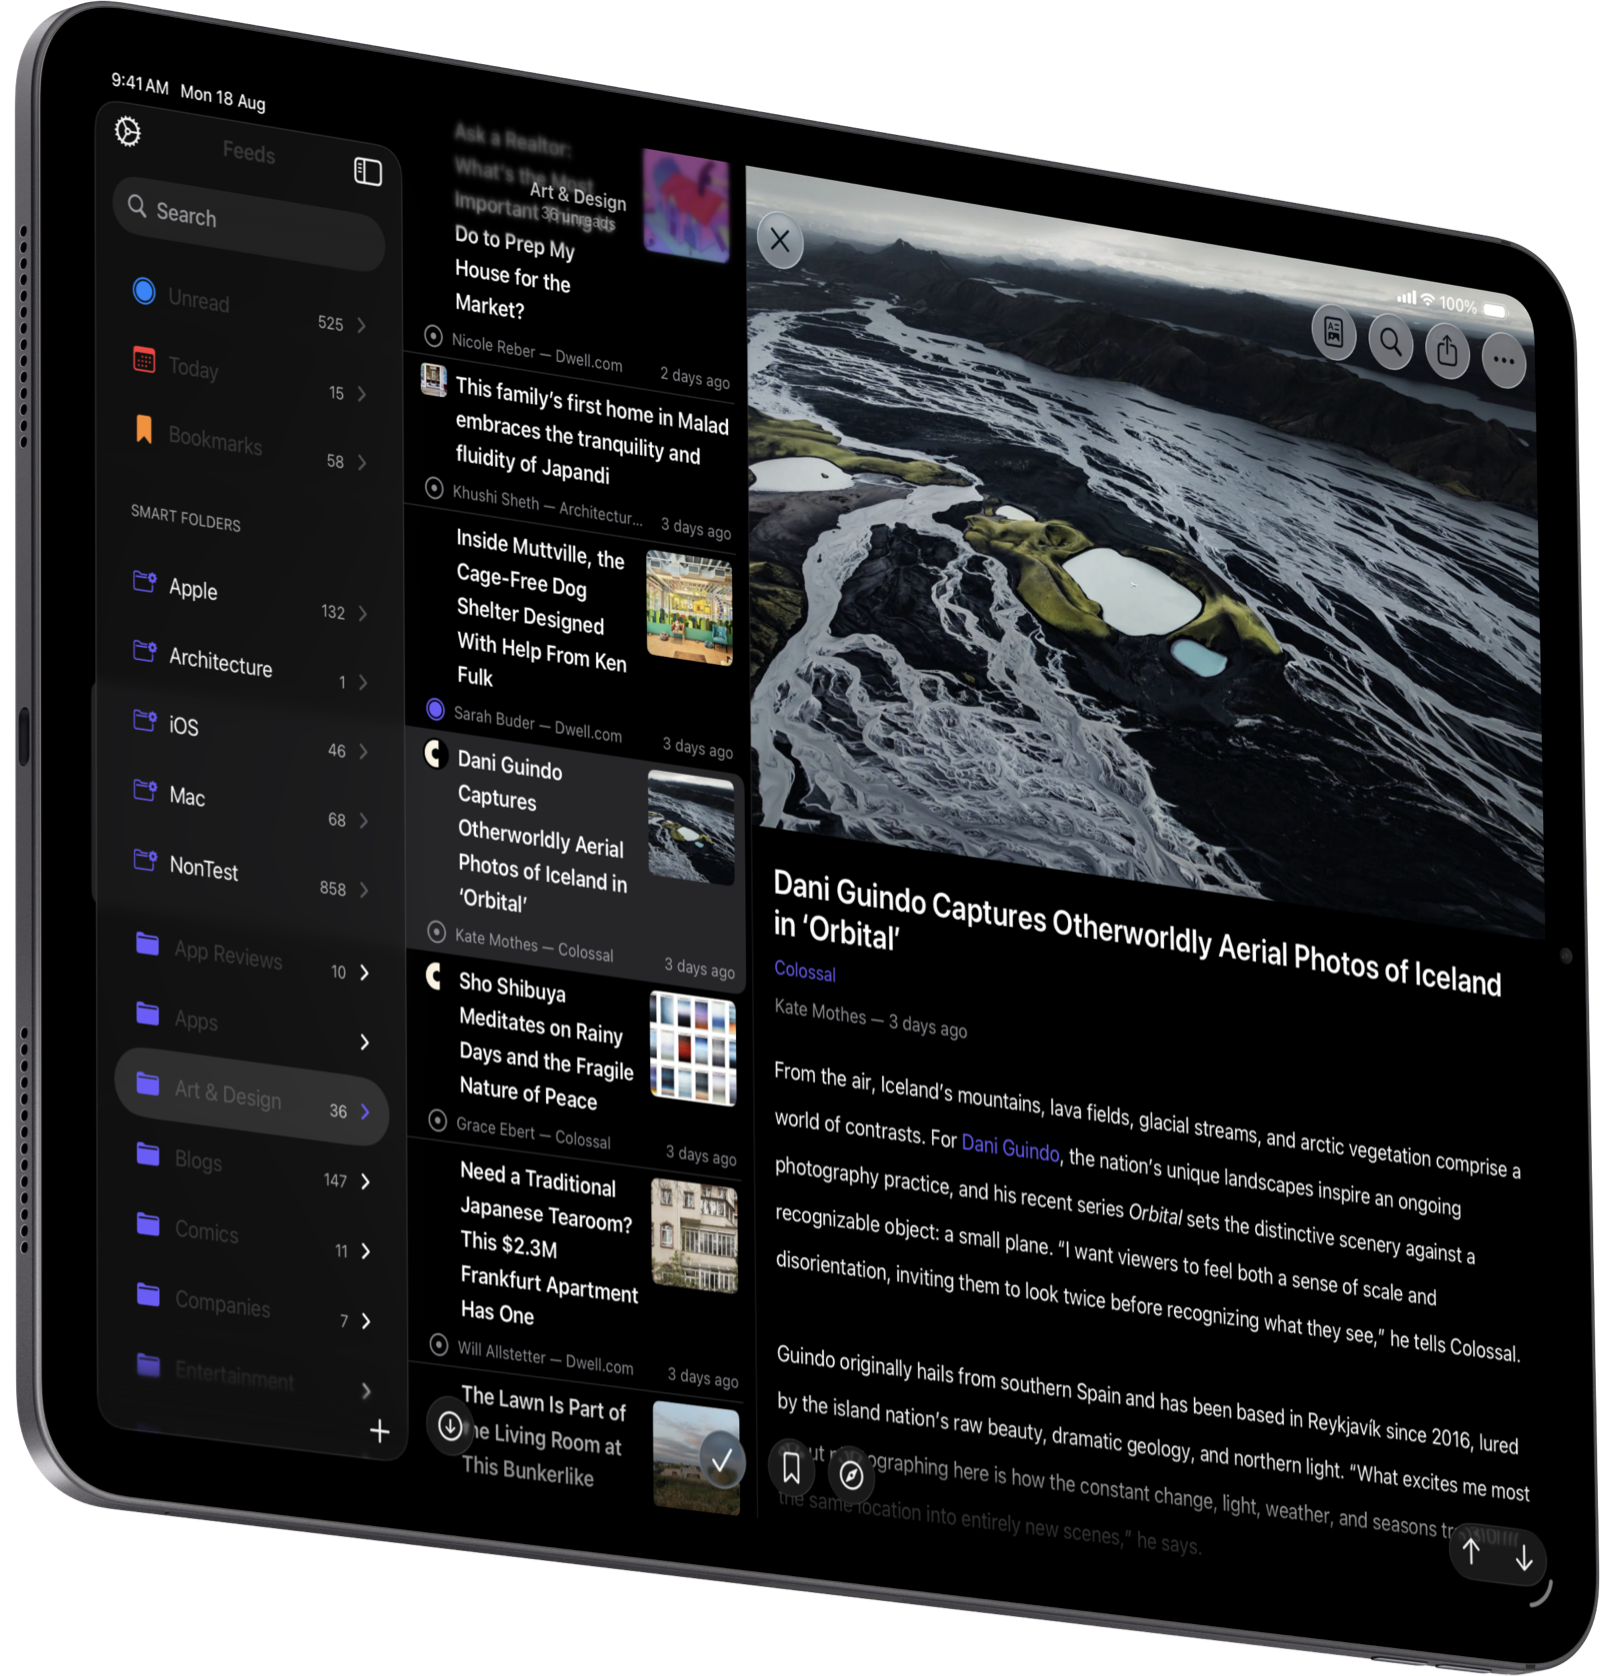 9:41 AM Mon 18 Aug
100%
Feeds
Search
Unread 525
Today 15
Bookmarks 58
SMART FOLDERS
Apple 132
Architecture 1
iOS 46
Mac 68
NonTest 858
App Reviews 10
Apps
Art & Design 36
Blogs 147
Comics 11
Companies 7
Entertainment
Art & Design
36 unreads
Ask a Realtor:
What's the Most
Important Things
Do to Prep My
House for the
Market?
Nicole Reber — Dwell.com 2 days ago
This family's first home in Malad
embraces the tranquility and
fluidity of Japandi
Khushi Sheth — Architectur... 3 days ago
Inside Muttville, the
Cage-Free Dog
Shelter Designed
With Help From Ken
Fulk
Sarah Buder — Dwell.com 3 days ago
Dani Guindo
Captures
Otherworldly Aerial
Photos of Iceland in
‘Orbital’
Kate Mothes — Colossal 3 days ago
Sho Shibuya
Meditates on Rainy
Days and the Fragile
Nature of Peace
Grace Ebert — Colossal 3 days ago
Need a Traditional
Japanese Tearoom?
This $2.3M
Frankfurt Apartment
Has One
Will Allstetter — Dwell.com 3 days ago
The Lawn Is Part of
the Living Room at
This Bunkerlike
Dani Guindo Captures Otherworldly Aerial Photos of Iceland
in ‘Orbital’
Colossal
Kate Mothes — 3 days ago
From the air, Iceland’s mountains, lava fields, glacial streams, and arctic vegetation comprise a
world of contrasts. For Dani Guindo, the nation’s unique landscapes inspire an ongoing
photography practice, and his recent series Orbital sets the distinctive scenery against a
recognizable object: a small plane. “I want viewers to feel both a sense of scale and
disorientation, inviting them to look twice before recognizing what they see,” he tells Colossal.
Guindo originally hails from southern Spain and has been based in Reykjavík since 2016, lured
by the island nation’s raw beauty, dramatic geology, and northern light. “What excites me most
here is how the constant change, light, weather, and seasons
the same location into entirely new scenes,” he says.